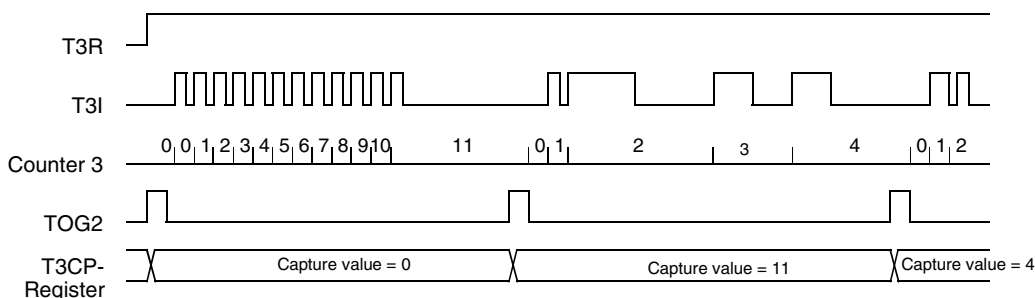 T3R
T3I
Counter 3
0 0 1 2 3 4 5 6 7 8 9 10 11 0 1 2 3 4 0 1 2
TOG2
T3CP-
Register
Capture value = 0
Capture value = 11
Capture value = 4